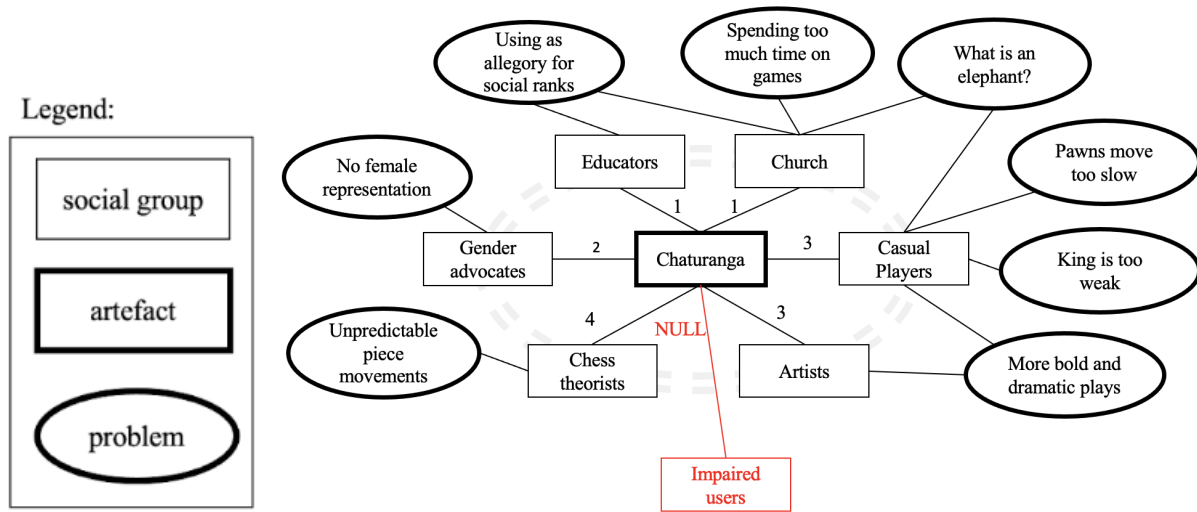 Legend:
social group
artefact
problem
Using as
allegory for
social ranks
Spending too
much time on
games
What is an
elephant?
No female
representation
Educators
Church
Pawns move
too slow
1
1
Gender
advocates
2
Chaturanga
3
Casual
Players
King is too
weak
Unpredictable
piece
movements
4
NULL
3
Chess
theorists
Artists
More bold and
dramatic plays
Impaired
users